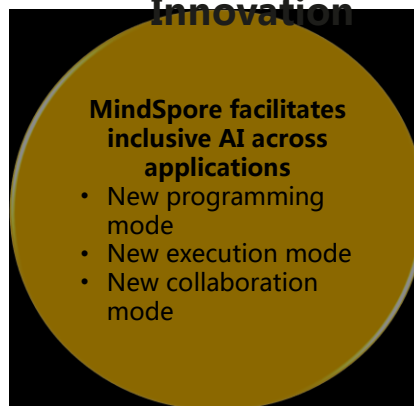 Innovation
MindSpore facilitates
inclusive AI across
applications
• New programming
mode
• New execution mode
• New collaboration
mode